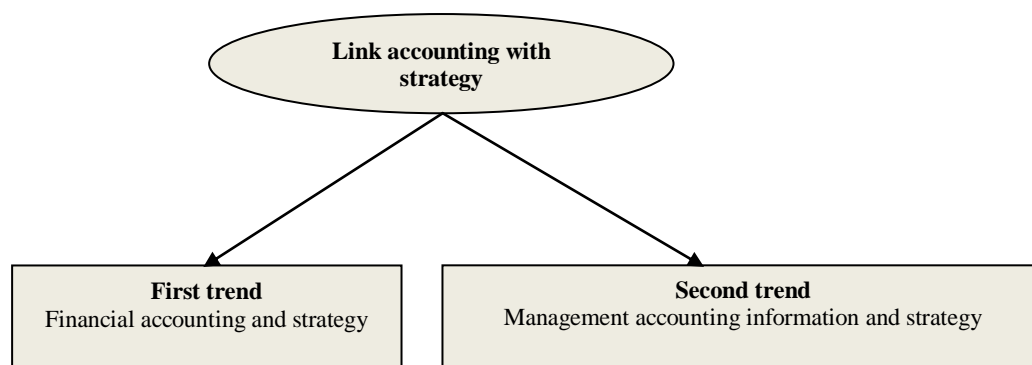 Link accounting with
strategy
First trend
Financial accounting and strategy
Second trend
Management accounting information and strategy